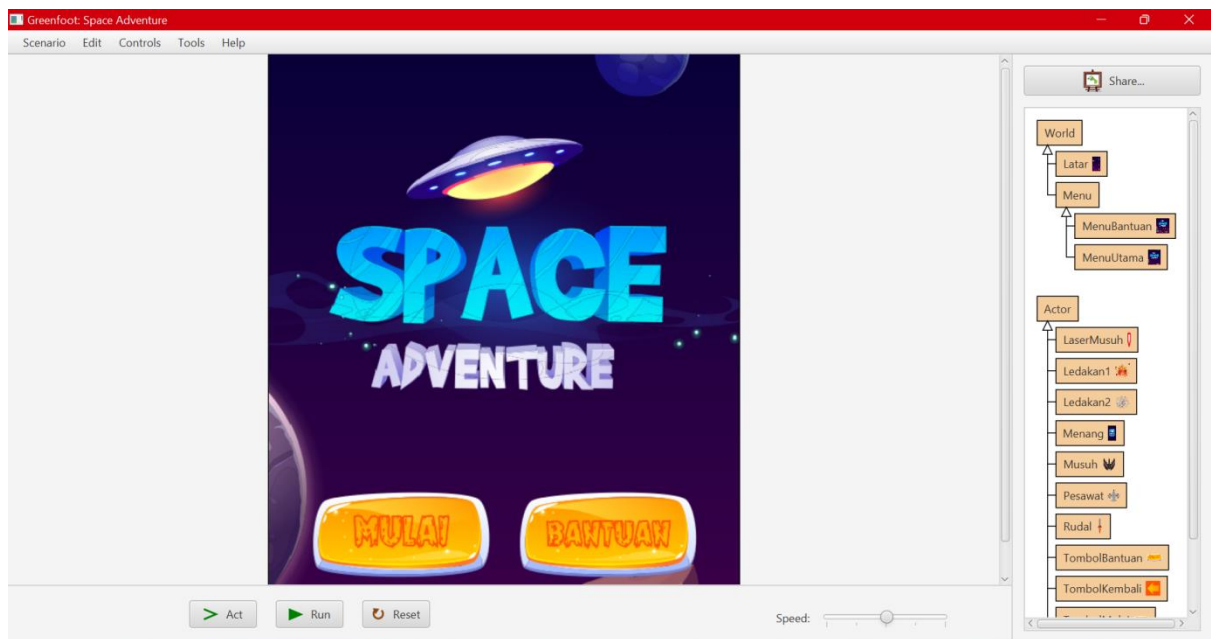 Greenfoot: Space Adventure
Scenario Edit Controls Tools Help
SPACE
ADVENTURE
MULAI BANTUAN
Act Run Reset
Speed:
Share...
World
Latar
Menu
MenuBantuan
MenuUtama
Actor
LaserMusuh
Ledakan1
Ledakan2
Menang
Musuh
Pesawat
Rudal
TombolBantuan
TombolKembali